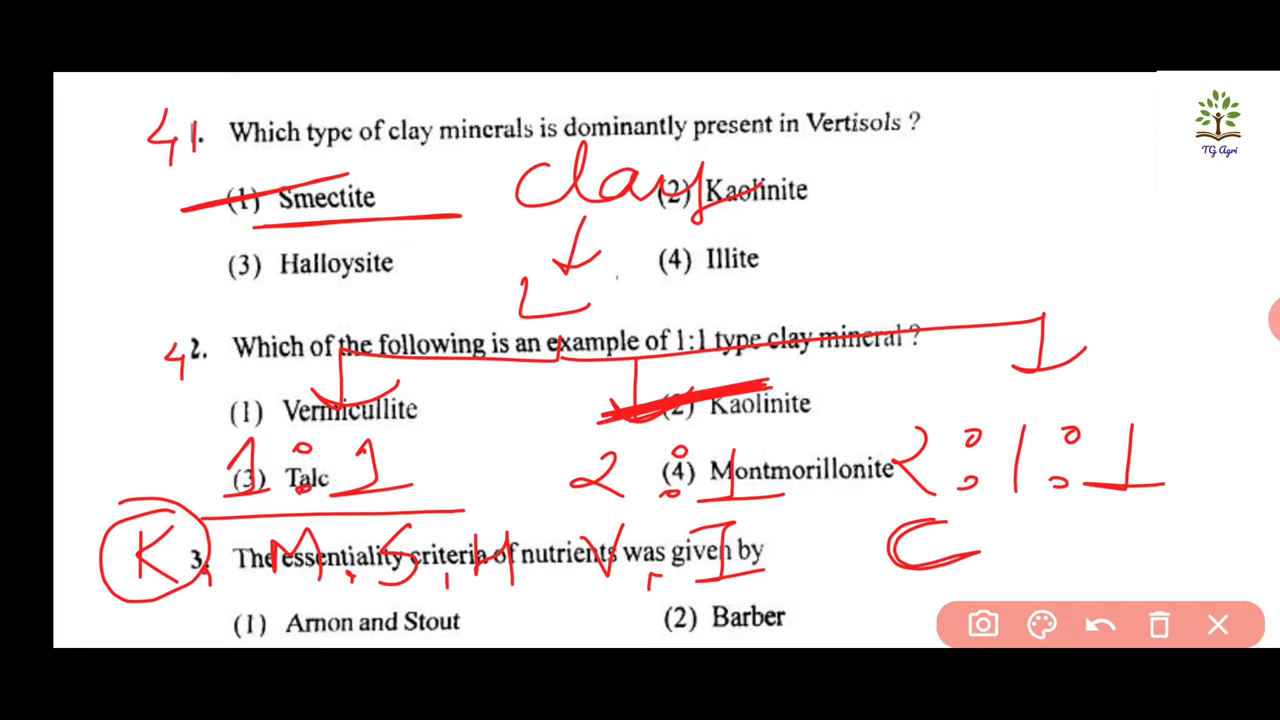 41. Which type of clay minerals is dominantly present in Vertisols ?
clay
(1) Smectite (2) Kaolinite
(3) Halloysite (4) Illite
42. Which of the following is an example of 1:1 type clay mineral ?
(1) Vermicullite (2) Kaolinite
1:1 2:1 2:1:1
(3) Talc (4) Montmorillonite
K M, S, H V, I C
3. The essentiality criteria of nutrients was given by
(1) Arnon and Stout (2) Barber
TG Agri